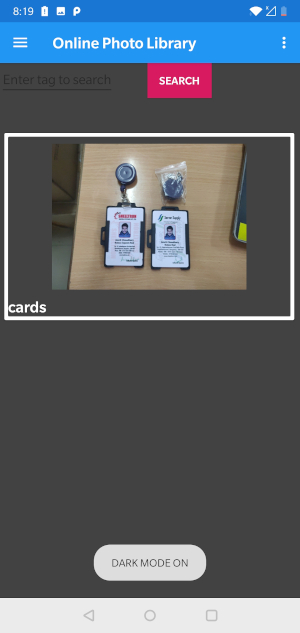 8:19
Online Photo Library
Enter tag to search
SEARCH
cards
DARK MODE ON